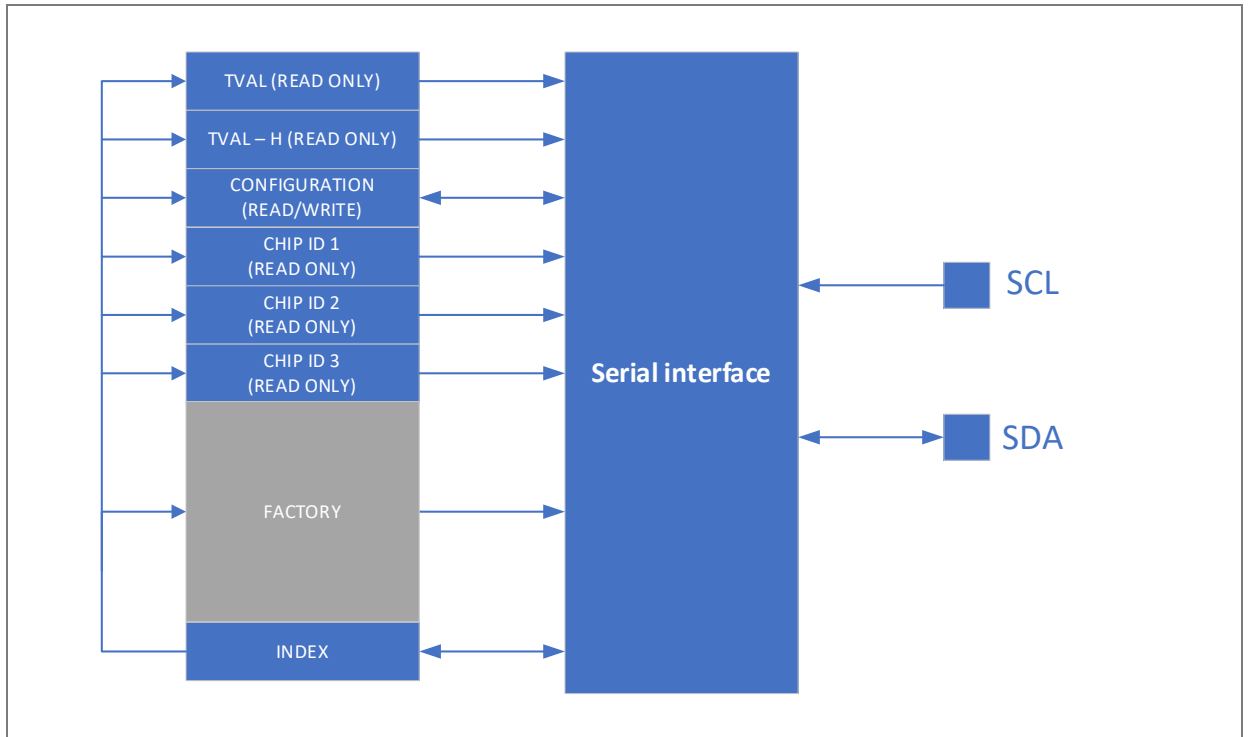 TVAL (READ ONLY)
TVAL – H (READ ONLY)
CONFIGURATION
(READ/WRITE)
CHIP ID 1
(READ ONLY)
CHIP ID 2
(READ ONLY)
CHIP ID 3
(READ ONLY)
FACTORY
INDEX
Serial interface
SCL
SDA